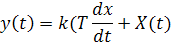 y(t) = k(T dx/dt + X(t)